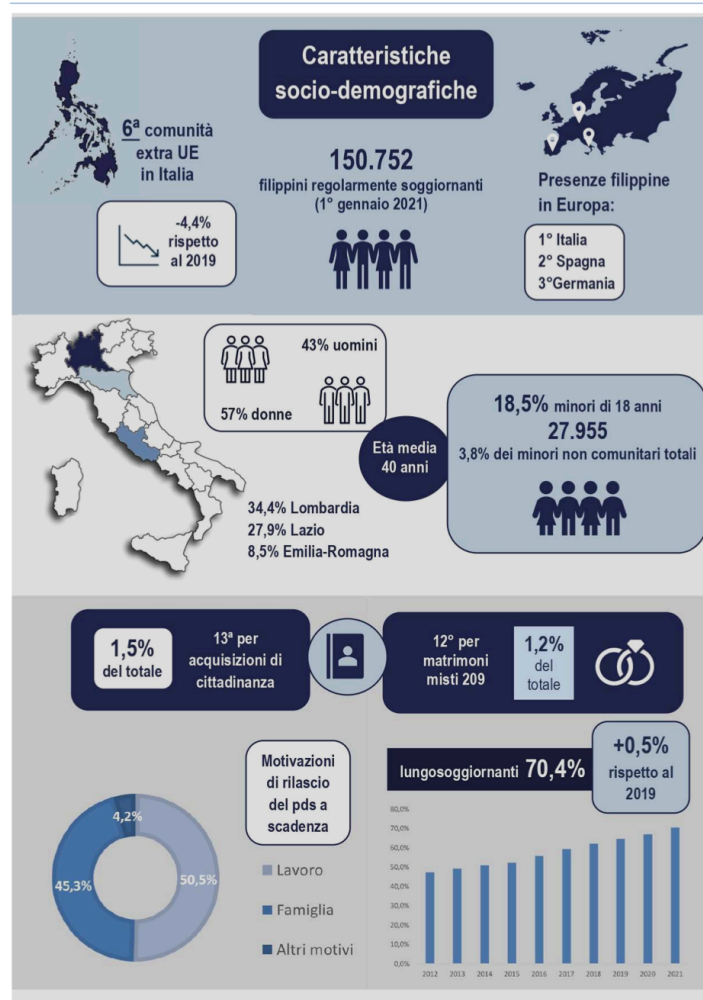 Caratteristiche
socio-demografiche
6ª comunità
extra UE
in Italia
-4,4%
rispetto
al 2019
150.752
filippini regolarmente soggiornanti
(1° gennaio 2021)
Presenze filippine
in Europa:
1° Italia
2° Spagna
3°Germania
43% uomini
57% donne
Età media
40 anni
18,5% minori di 18 anni
27.955
3,8% dei minori non comunitari totali
34,4% Lombardia
27,9% Lazio
8,5% Emilia-Romagna
1,5%
del totale
13ª per
acquisizioni di
cittadinanza
12° per
matrimoni
misti 209
1,2%
del
totale
Motivazioni
di rilascio
del pds a
scadenza
4,2%
45,3%
50,5%
Lavoro
Famiglia
Altri motivi
lungosoggiornanti 70,4%
+0,5%
rispetto al
2019
80,0%
70,0%
60,0%
50,0%
40,0%
30,0%
20,0%
10,0%
0,0%
2012 2013 2014 2015 2016 2017 2018 2019 2020 2021